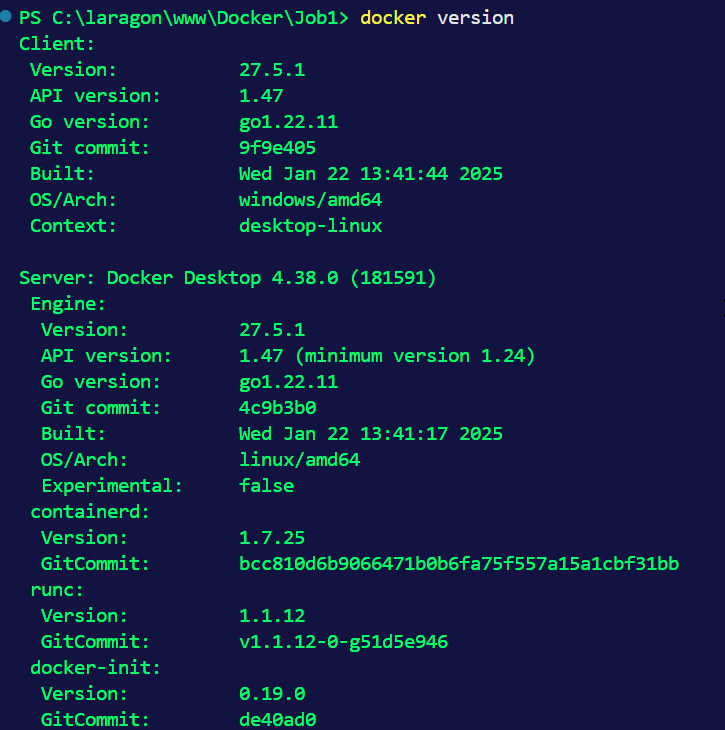 PS C:\laragon\www\Docker\Job1> docker version
Client:
 Version:           27.5.1
 API version:       1.47
 Go version:        go1.22.11
 Git commit:        9f9e405
 Built:             Wed Jan 22 13:41:44 2025
 OS/Arch:           windows/amd64
 Context:           desktop-linux

Server: Docker Desktop 4.38.0 (181591)
 Engine:
  Version:          27.5.1
  API version:      1.47 (minimum version 1.24)
  Go version:       go1.22.11
  Git commit:       4c9b3b0
  Built:            Wed Jan 22 13:41:17 2025
  OS/Arch:          linux/amd64
  Experimental:     false
 containerd:
  Version:          1.7.25
  GitCommit:        bcc810d6b9066471b0b6fa75f557a15a1cbf31bb
 runc:
  Version:          1.1.12
  GitCommit:        v1.1.12-0-g51d5e946
 docker-init:
  Version:          0.19.0
  GitCommit:        de40ad0